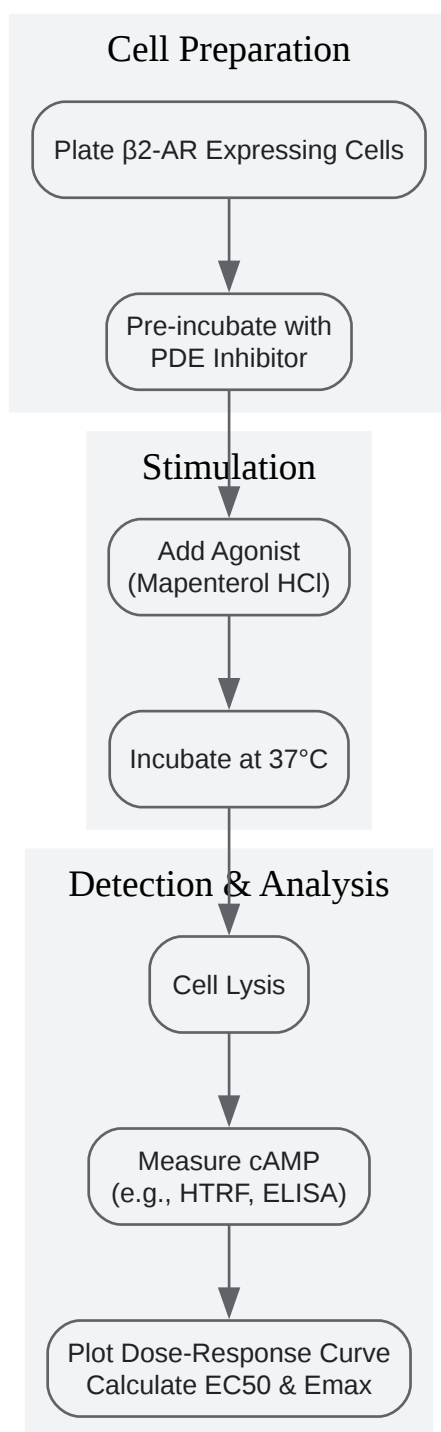 Cell Preparation
Plate β2-AR Expressing Cells
Pre-incubate with
PDE Inhibitor
Stimulation
Add Agonist
(Mapenterol HCl)
Incubate at 37°C
Detection & Analysis
Cell Lysis
Measure cAMP
(e.g., HTRF, ELISA)
Plot Dose-Response Curve
Calculate EC50 & Emax